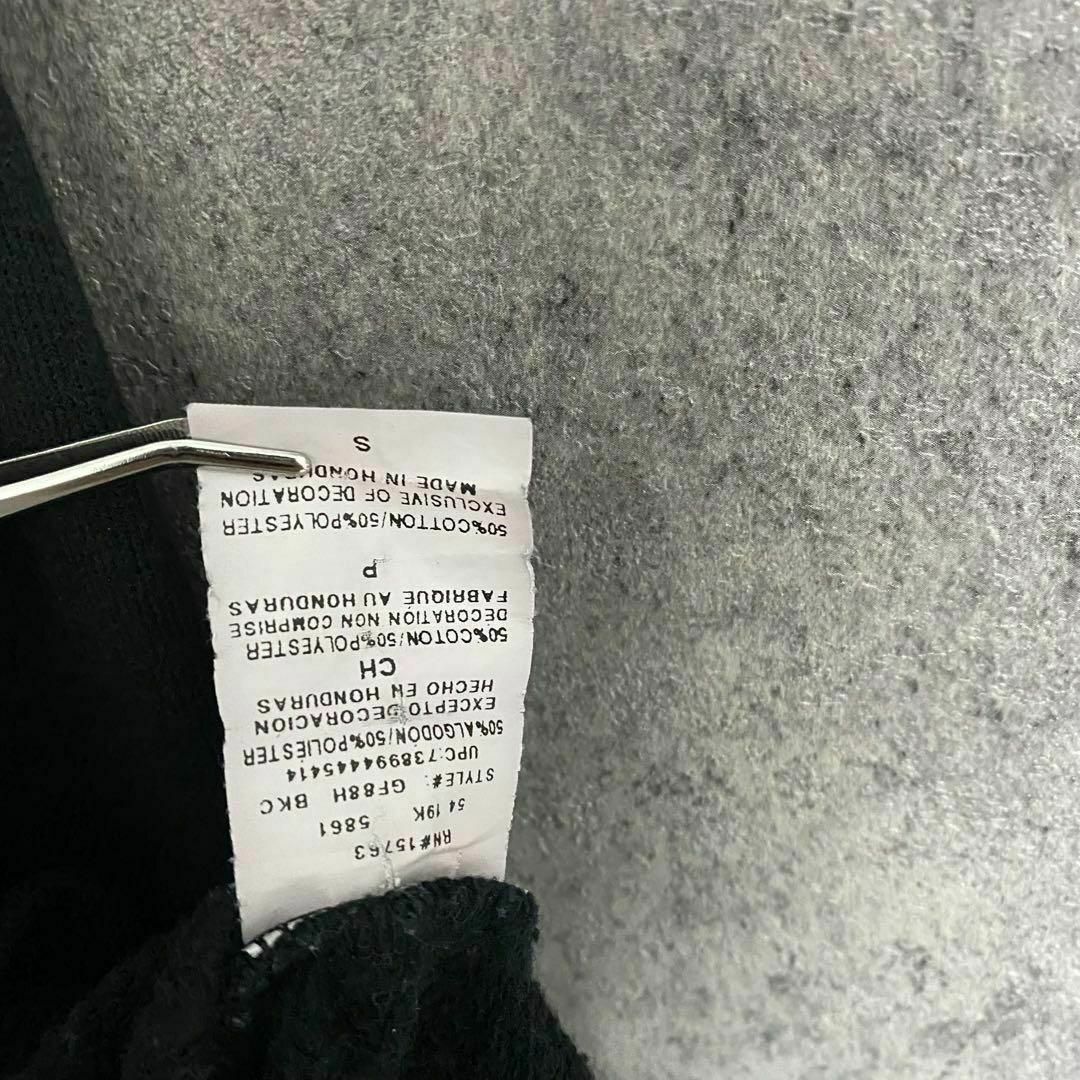 RN#15763
54 19K 5861
STYLE#: GF88H BKC
UPC:738994445414
50%ALGODÓN/50%POLIÉSTER
EXCEPTO DECORACIÓN
HECHO EN HONDURAS
CH
50%COTON/50%POLYESTER
DÉCORATION NON COMPRISE
FABRIQUE AU HONDURAS
P
50%COTTON/50%POLYESTER
EXCLUSIVE OF DECORATION
MADE IN HONDURAS
S